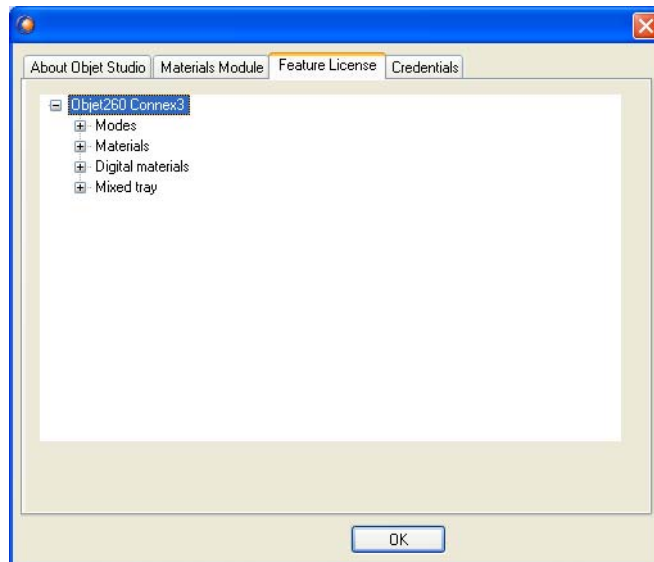 About Objet Studio Materials Module Feature License Credentials
Objet260 Connex3
Modes
Materials
Digital materials
Mixed tray
OK